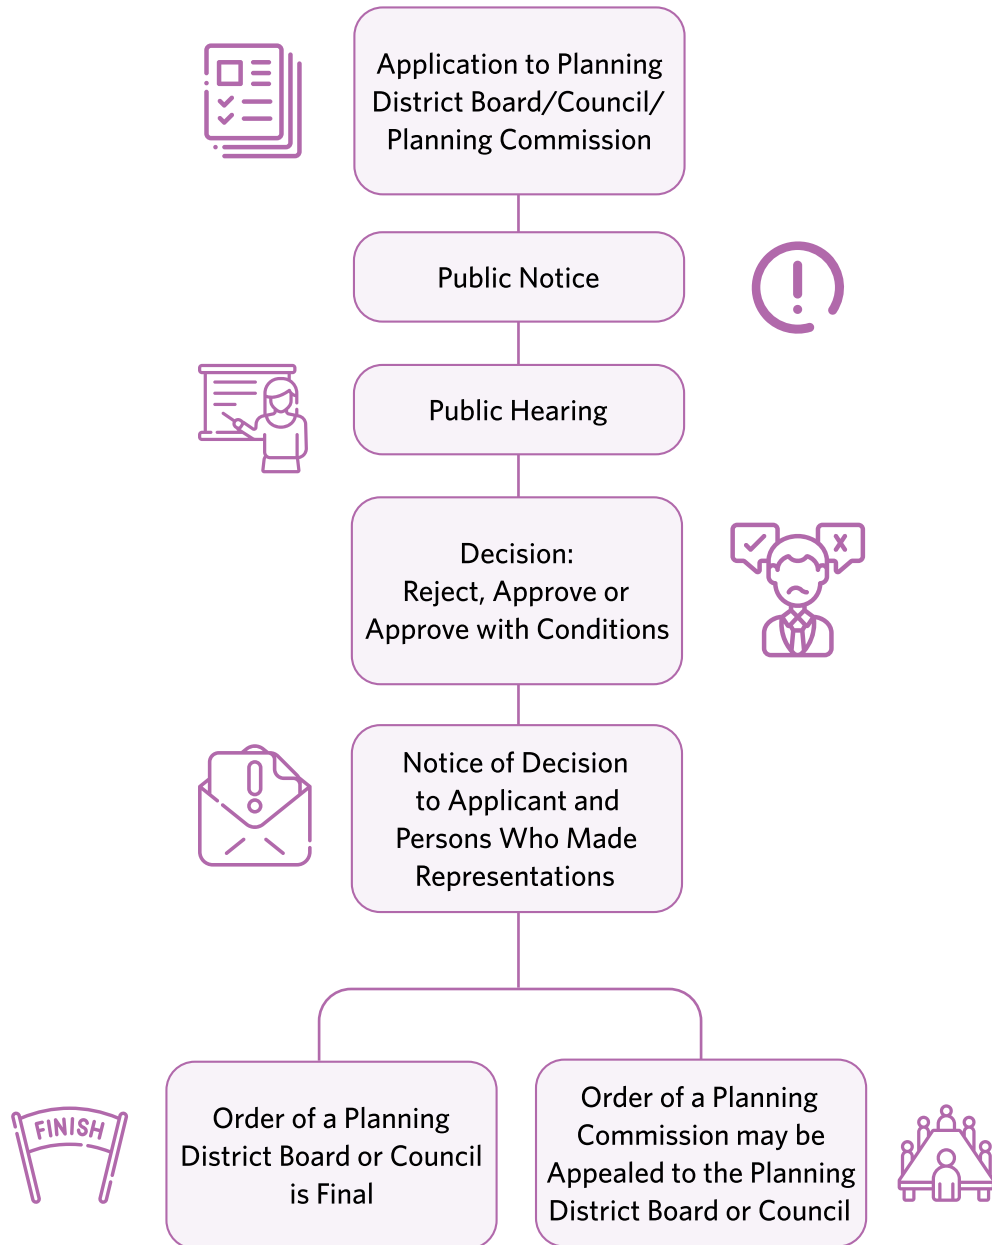 Application to Planning
District Board/Council/
Planning Commission
Public Notice
Public Hearing
Decision:
Reject, Approve or
Approve with Conditions
Notice of Decision
to Applicant and
Persons Who Made
Representations
FINISH
Order of a Planning
District Board or Council
is Final
Order of a Planning
Commission may be
Appealed to the Planning
District Board or Council